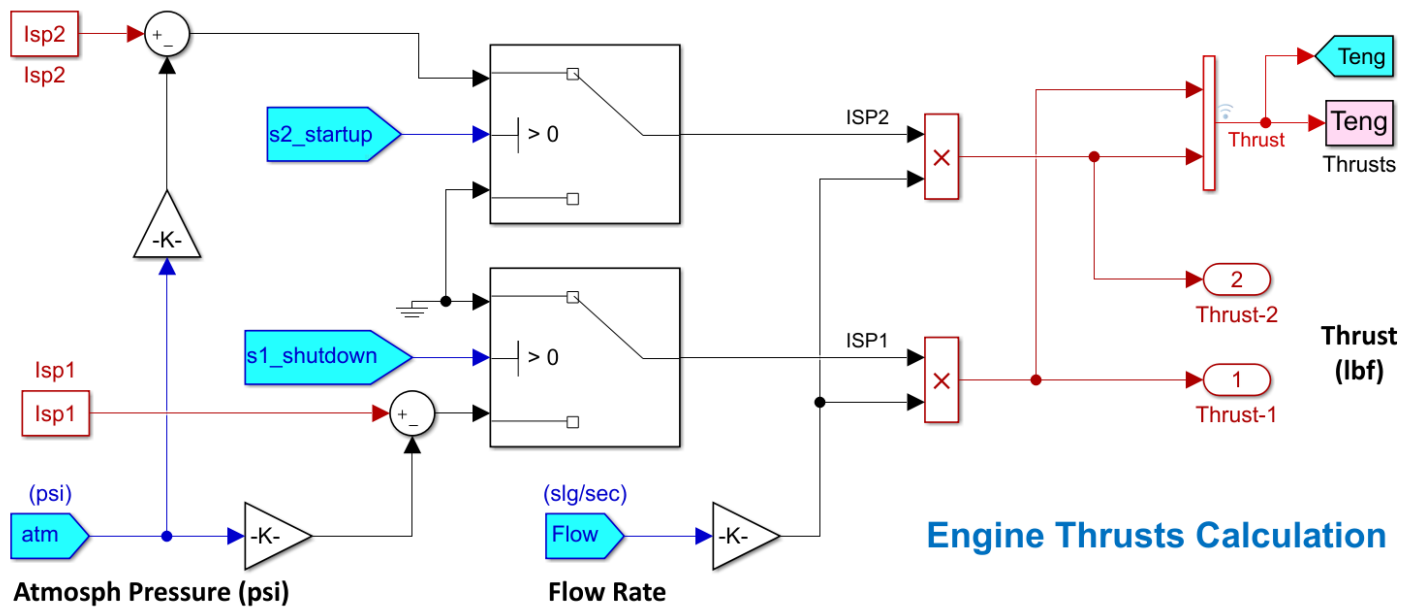 Isp2
Isp2
+
_
s2_startup
> 0
ISP2
×
Thrust
Teng
Teng
Thrusts
-K-
2
Thrust-2
s1_shutdown
> 0
ISP1
×
1
Thrust-1
Thrust
(lbf)
Isp1
Isp1
+
_
(psi)
atm
-K-
Atmosph Pressure (psi)
(slg/sec)
Flow
-K-
Flow Rate
Engine Thrusts Calculation